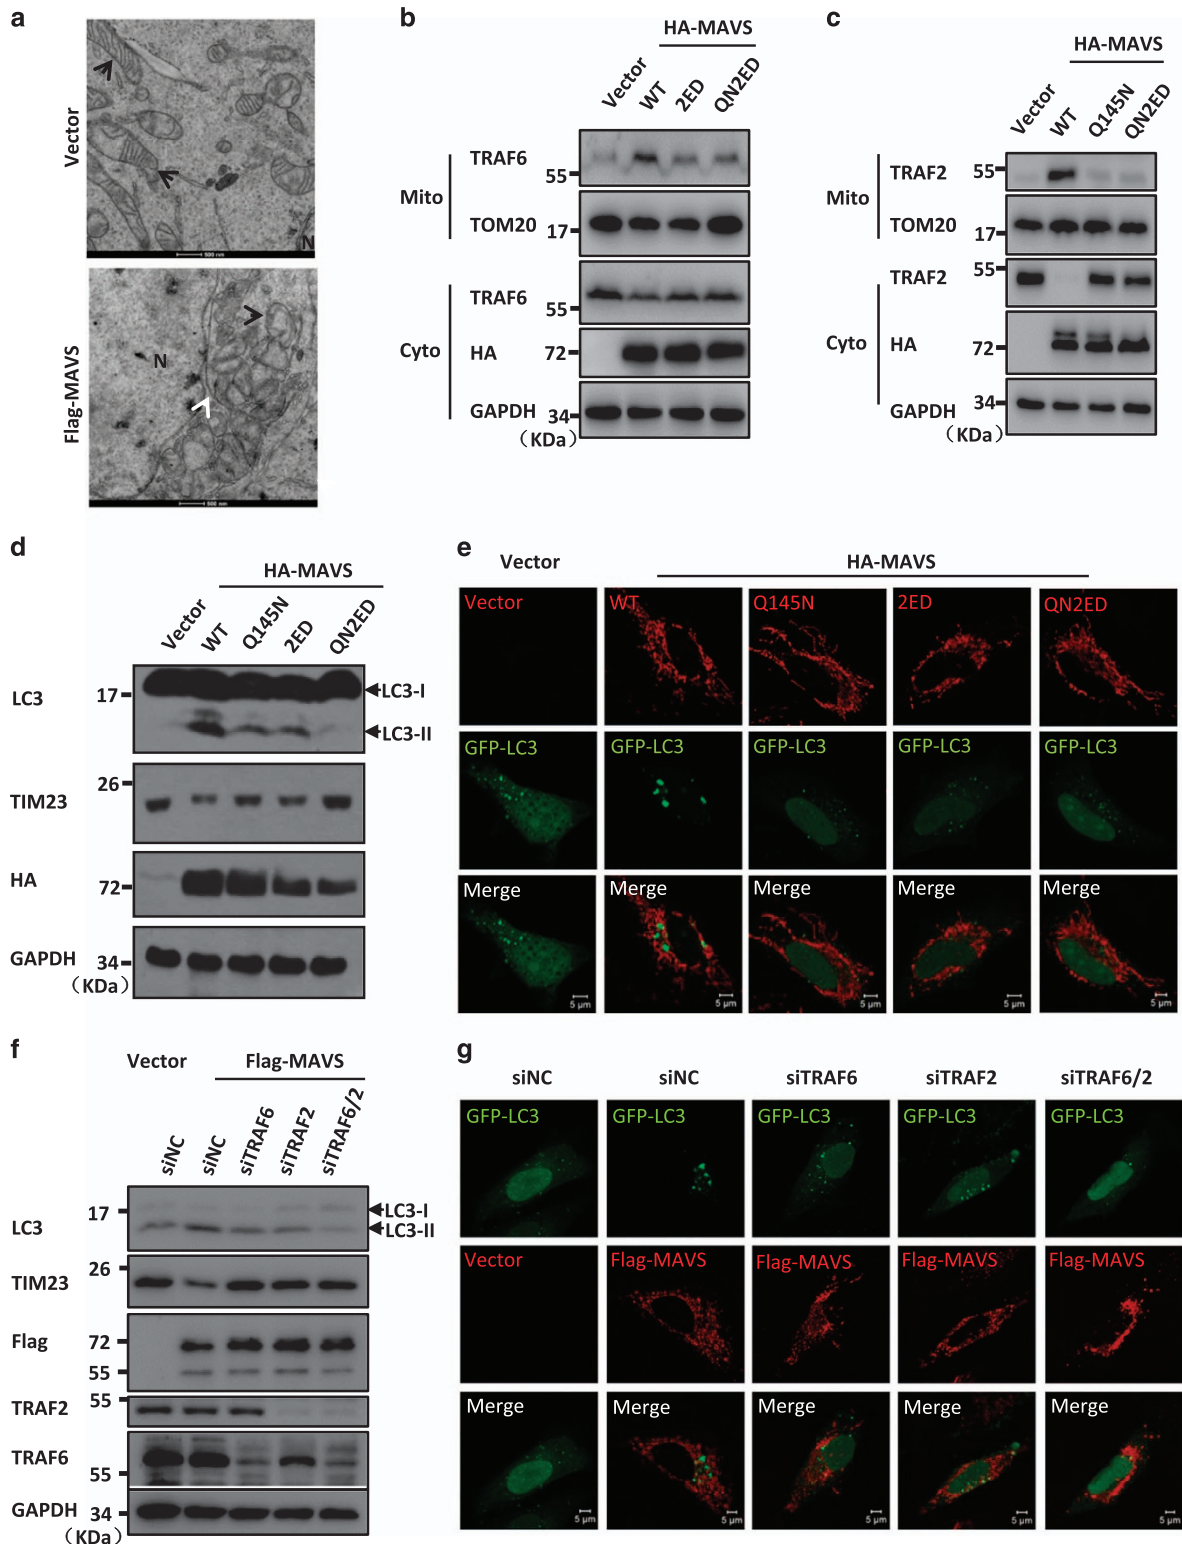 a
Vector
N
500 nm
Flag-MAVS
N
500 nm
b
HA-MAVS
Vector
WT
2ED
QN2ED
Mito
TRAF6
55
TOM20
17
Cyto
TRAF6
55
HA
72
GAPDH
34
（KDa）
c
HA-MAVS
Vector
WT
Q145N
QN2ED
Mito
TRAF2
55
TOM20
17
Cyto
TRAF2
55
HA
72
GAPDH
34
（KDa）
d
HA-MAVS
Vector
WT
Q145N
2ED
QN2ED
LC3
17
LC3-I
LC3-II
TIM23
26
HA
72
GAPDH
34
（KDa）
e
Vector
HA-MAVS
Vector WT Q145N 2ED QN2ED
GFP-LC3 GFP-LC3 GFP-LC3 GFP-LC3 GFP-LC3
Merge Merge Merge Merge Merge
5 μm 5 μm 5 μm 5 μm 5 μm
f
Vector
Flag-MAVS
siNC
siNC
siTRAF6
siTRAF2
siTRAF6/2
LC3
17
LC3-I
LC3-II
TIM23
26
Flag
72
55
TRAF2
55
TRAF6
55
GAPDH
34
（KDa）
g
siNC siNC siTRAF6 siTRAF2 siTRAF6/2
GFP-LC3 GFP-LC3 GFP-LC3 GFP-LC3 GFP-LC3
Vector Flag-MAVS Flag-MAVS Flag-MAVS Flag-MAVS
Merge Merge Merge Merge Merge
5 μm 5 μm 5 μm 5 μm 5 μm